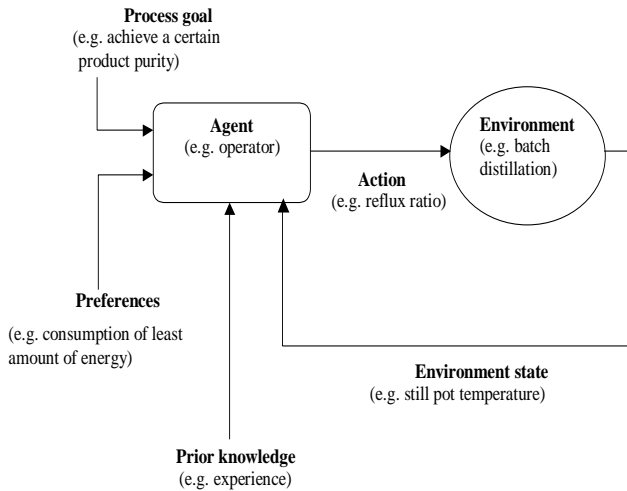 Process goal
(e.g. achieve a certain
product purity)
Agent
(e.g. operator)
Environment
(e.g. batch
distillation)
Action
(e.g. reflux ratio)
Preferences
(e.g. consumption of least
amount of energy)
Environment state
(e.g. still pot temperature)
Prior knowledge
(e.g. experience)